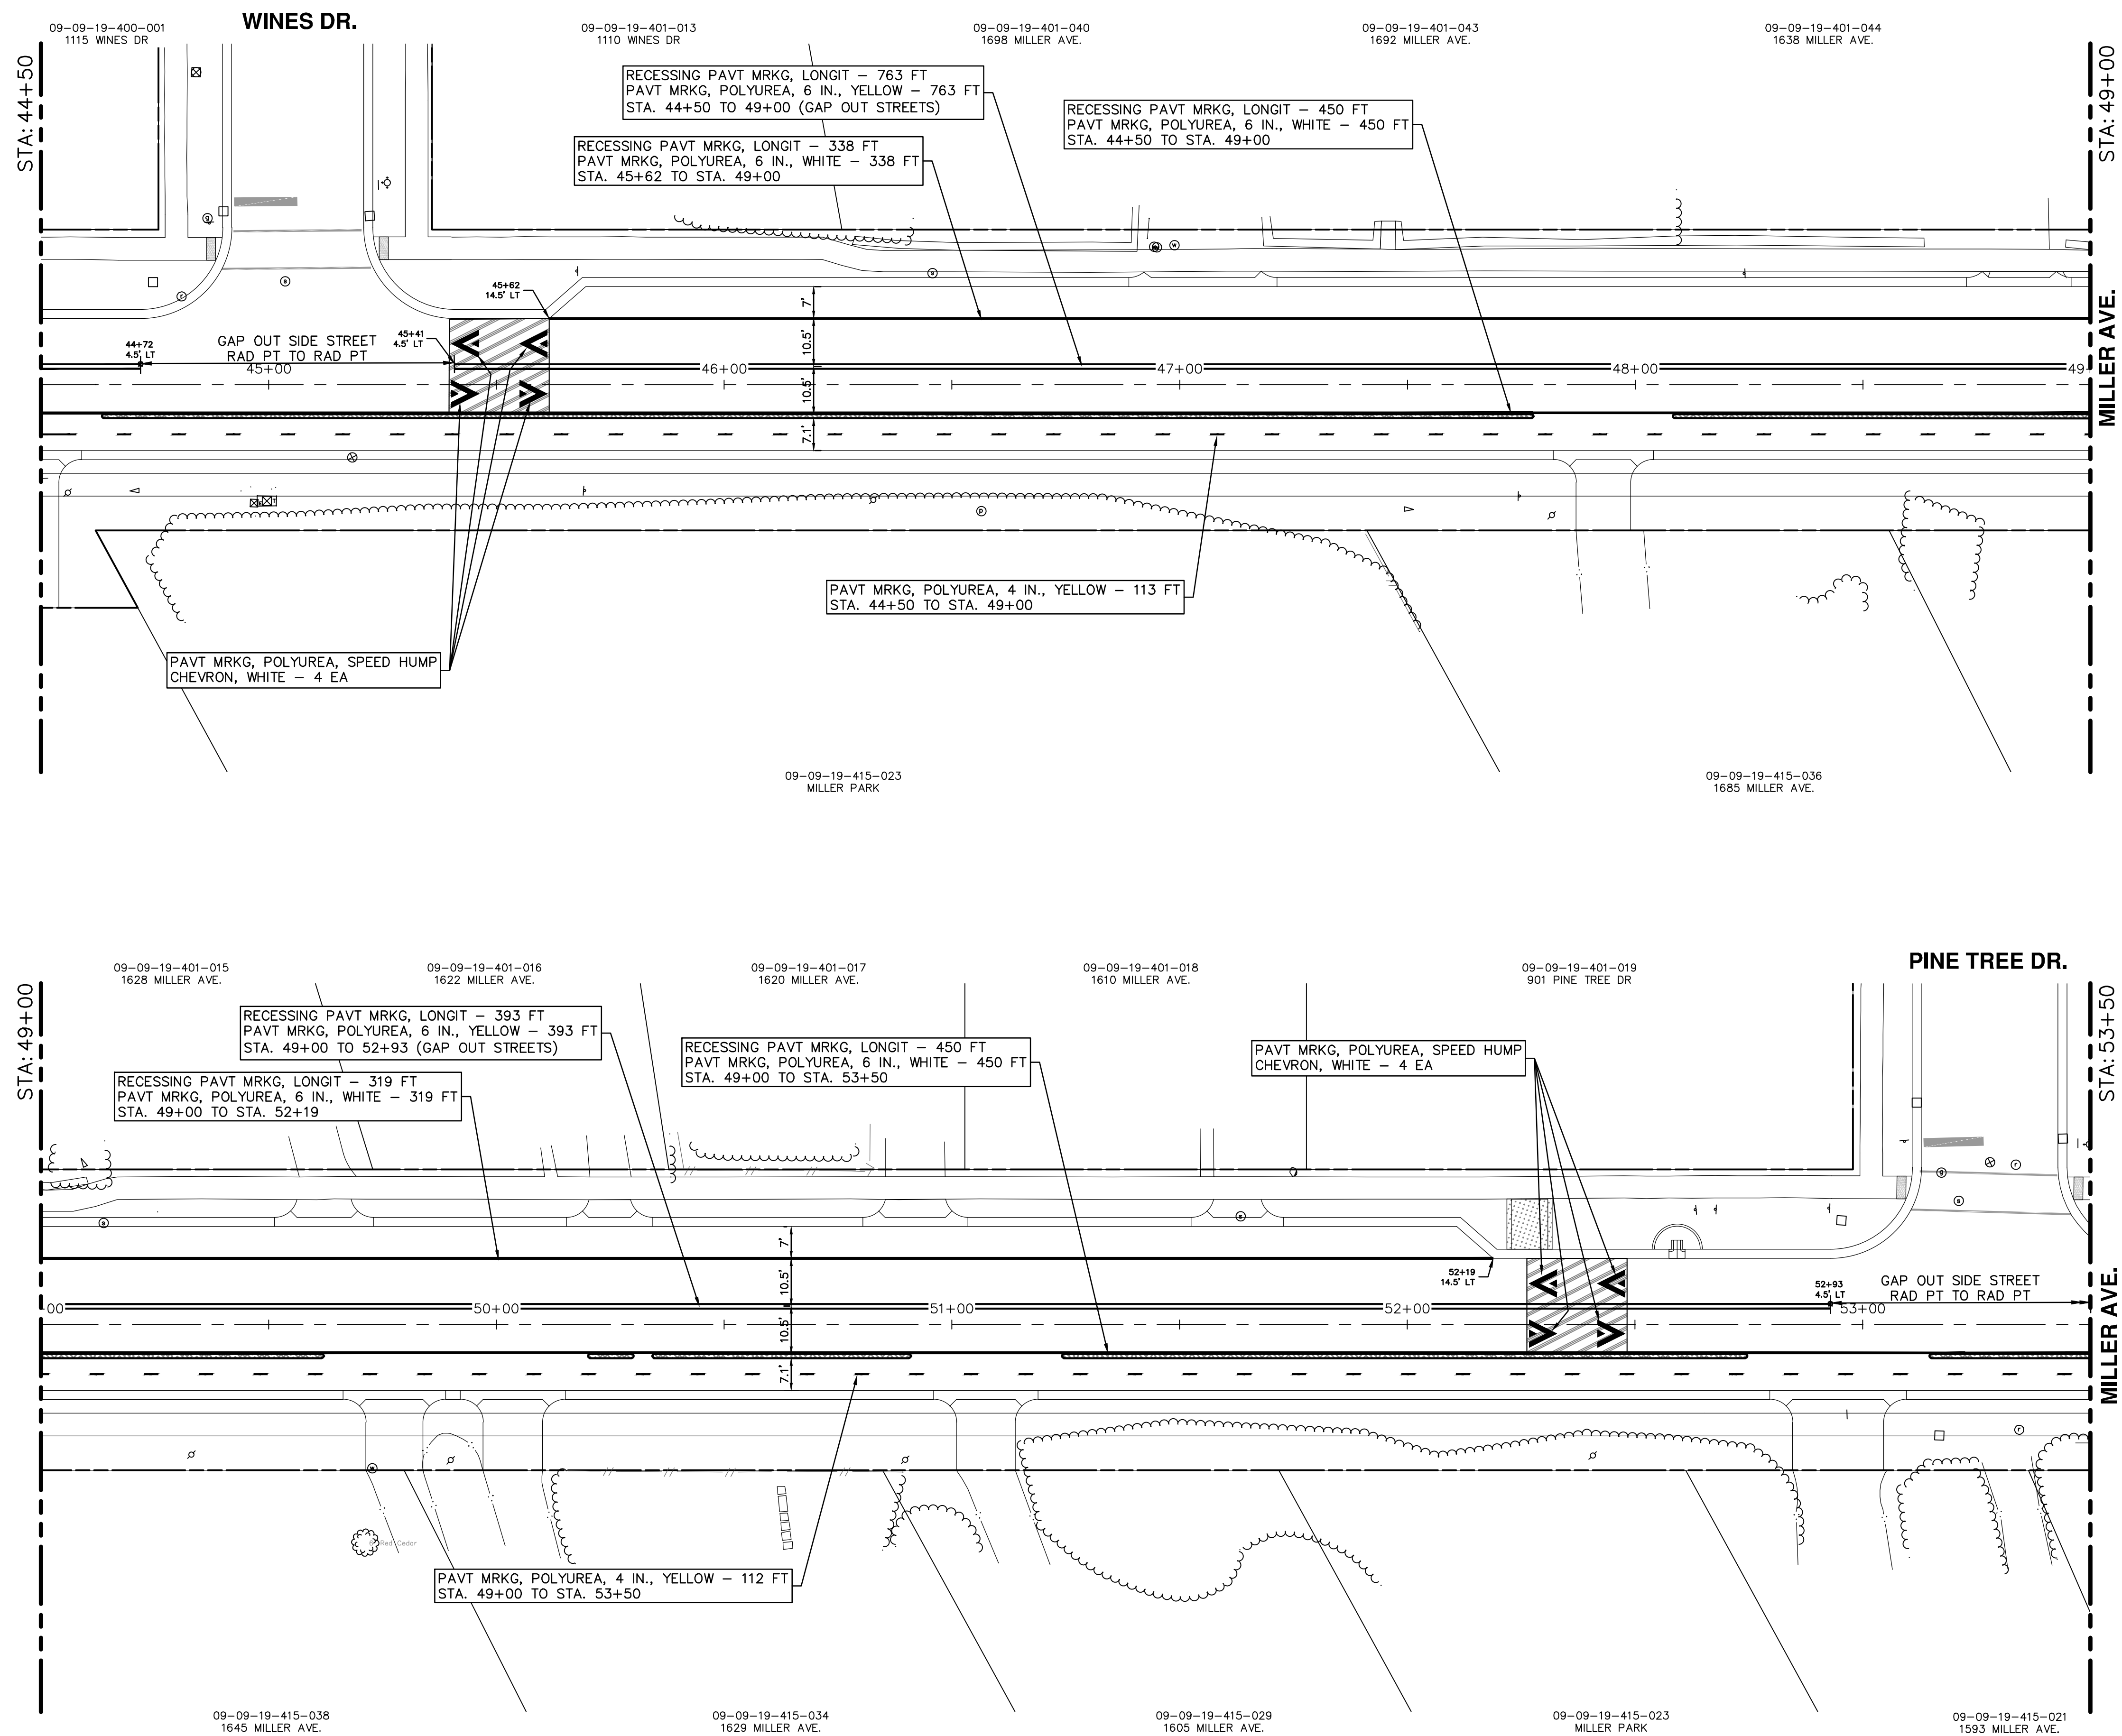 WINES DR.
09-09-19-400-001
1115 WINES DR
09-09-19-401-013
1110 WINES DR
09-09-19-401-040
1698 MILLER AVE.
09-09-19-401-043
1692 MILLER AVE.
09-09-19-401-044
1638 MILLER AVE.
STA: 44+50
STA: 49+00
RECESSING PAVT MRKG, LONGIT – 763 FT
PAVT MRKG, POLYUREA, 6 IN., YELLOW – 763 FT
STA. 44+50 TO 49+00 (GAP OUT STREETS)
RECESSING PAVT MRKG, LONGIT – 450 FT
PAVT MRKG, POLYUREA, 6 IN., WHITE – 450 FT
STA. 44+50 TO STA. 49+00
RECESSING PAVT MRKG, LONGIT – 338 FT
PAVT MRKG, POLYUREA, 6 IN., WHITE – 338 FT
STA. 45+62 TO STA. 49+00
45+62
14.5' LT
7'
10.5'
10.5'
7.1'
44+72
4.5' LT
GAP OUT SIDE STREET
RAD PT TO RAD PT
45+41
4.5' LT
45+00
46+00
47+00
48+00
49+
MILLER AVE.
PAVT MRKG, POLYUREA, 4 IN., YELLOW – 113 FT
STA. 44+50 TO STA. 49+00
PAVT MRKG, POLYUREA, SPEED HUMP
CHEVRON, WHITE – 4 EA
09-09-19-415-023
MILLER PARK
09-09-19-415-036
1685 MILLER AVE.
PINE TREE DR.
09-09-19-401-015
1628 MILLER AVE.
09-09-19-401-016
1622 MILLER AVE.
09-09-19-401-017
1620 MILLER AVE.
09-09-19-401-018
1610 MILLER AVE.
09-09-19-401-019
901 PINE TREE DR
STA: 49+00
STA: 53+50
RECESSING PAVT MRKG, LONGIT – 393 FT
PAVT MRKG, POLYUREA, 6 IN., YELLOW – 393 FT
STA. 49+00 TO 52+93 (GAP OUT STREETS)
RECESSING PAVT MRKG, LONGIT – 450 FT
PAVT MRKG, POLYUREA, 6 IN., WHITE – 450 FT
STA. 49+00 TO STA. 53+50
PAVT MRKG, POLYUREA, SPEED HUMP
CHEVRON, WHITE – 4 EA
RECESSING PAVT MRKG, LONGIT – 319 FT
PAVT MRKG, POLYUREA, 6 IN., WHITE – 319 FT
STA. 49+00 TO STA. 52+19
7'
10.5'
10.5'
7.1'
52+19
14.5' LT
52+93
4.5' LT
GAP OUT SIDE STREET
RAD PT TO RAD PT
00
50+00
51+00
52+00
53+00
MILLER AVE.
Red Cedar
PAVT MRKG, POLYUREA, 4 IN., YELLOW – 112 FT
STA. 49+00 TO STA. 53+50
09-09-19-415-038
1645 MILLER AVE.
09-09-19-415-034
1629 MILLER AVE.
09-09-19-415-029
1605 MILLER AVE.
09-09-19-415-023
MILLER PARK
09-09-19-415-021
1593 MILLER AVE.